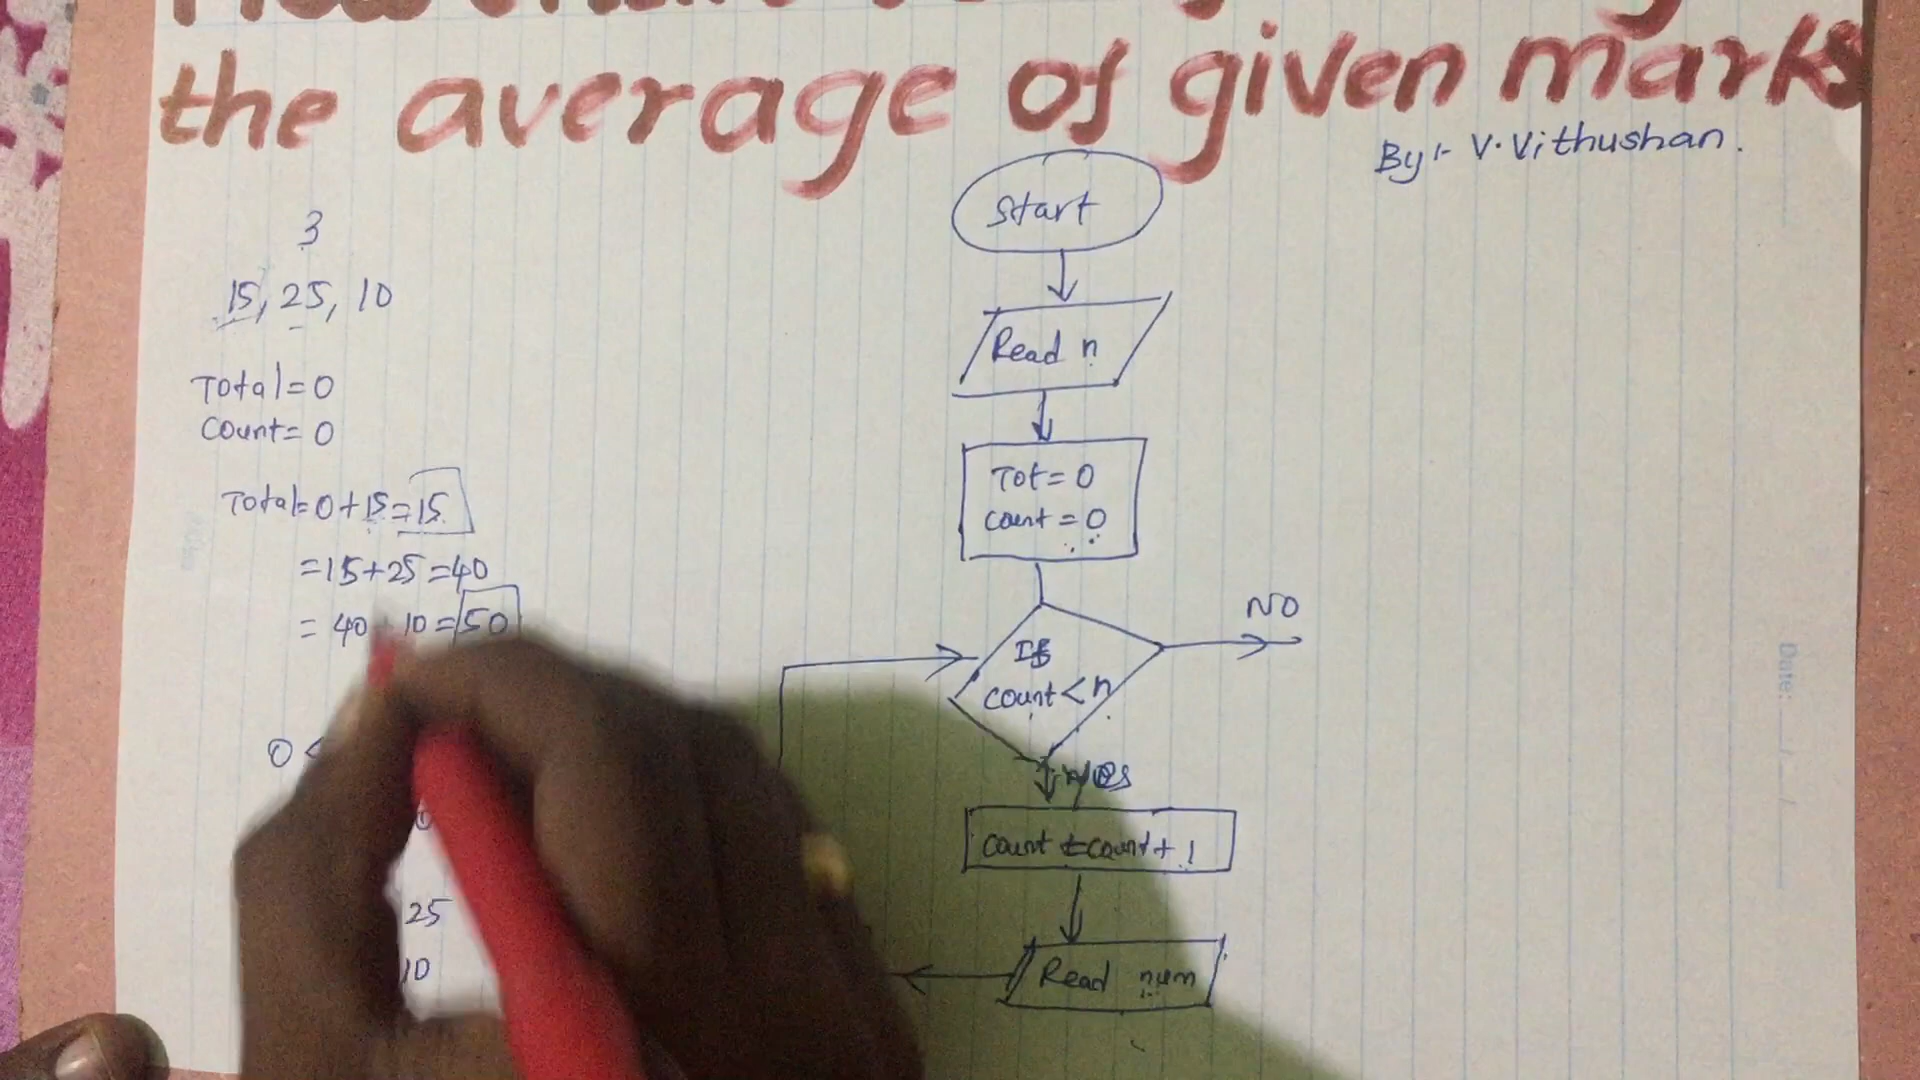 the average of given marks
By:- V. Vithushan.
3
15, 25, 10
Total = 0
Count = 0
Total = 0 + 15 = 15
= 15 + 25 = 40
= 40 + 10 = 50
0 <
25
10
Start
Read n
Tot = 0
Count = 0
If
Count < n
NO
Yes
Count = Count + 1
Read num
Date: